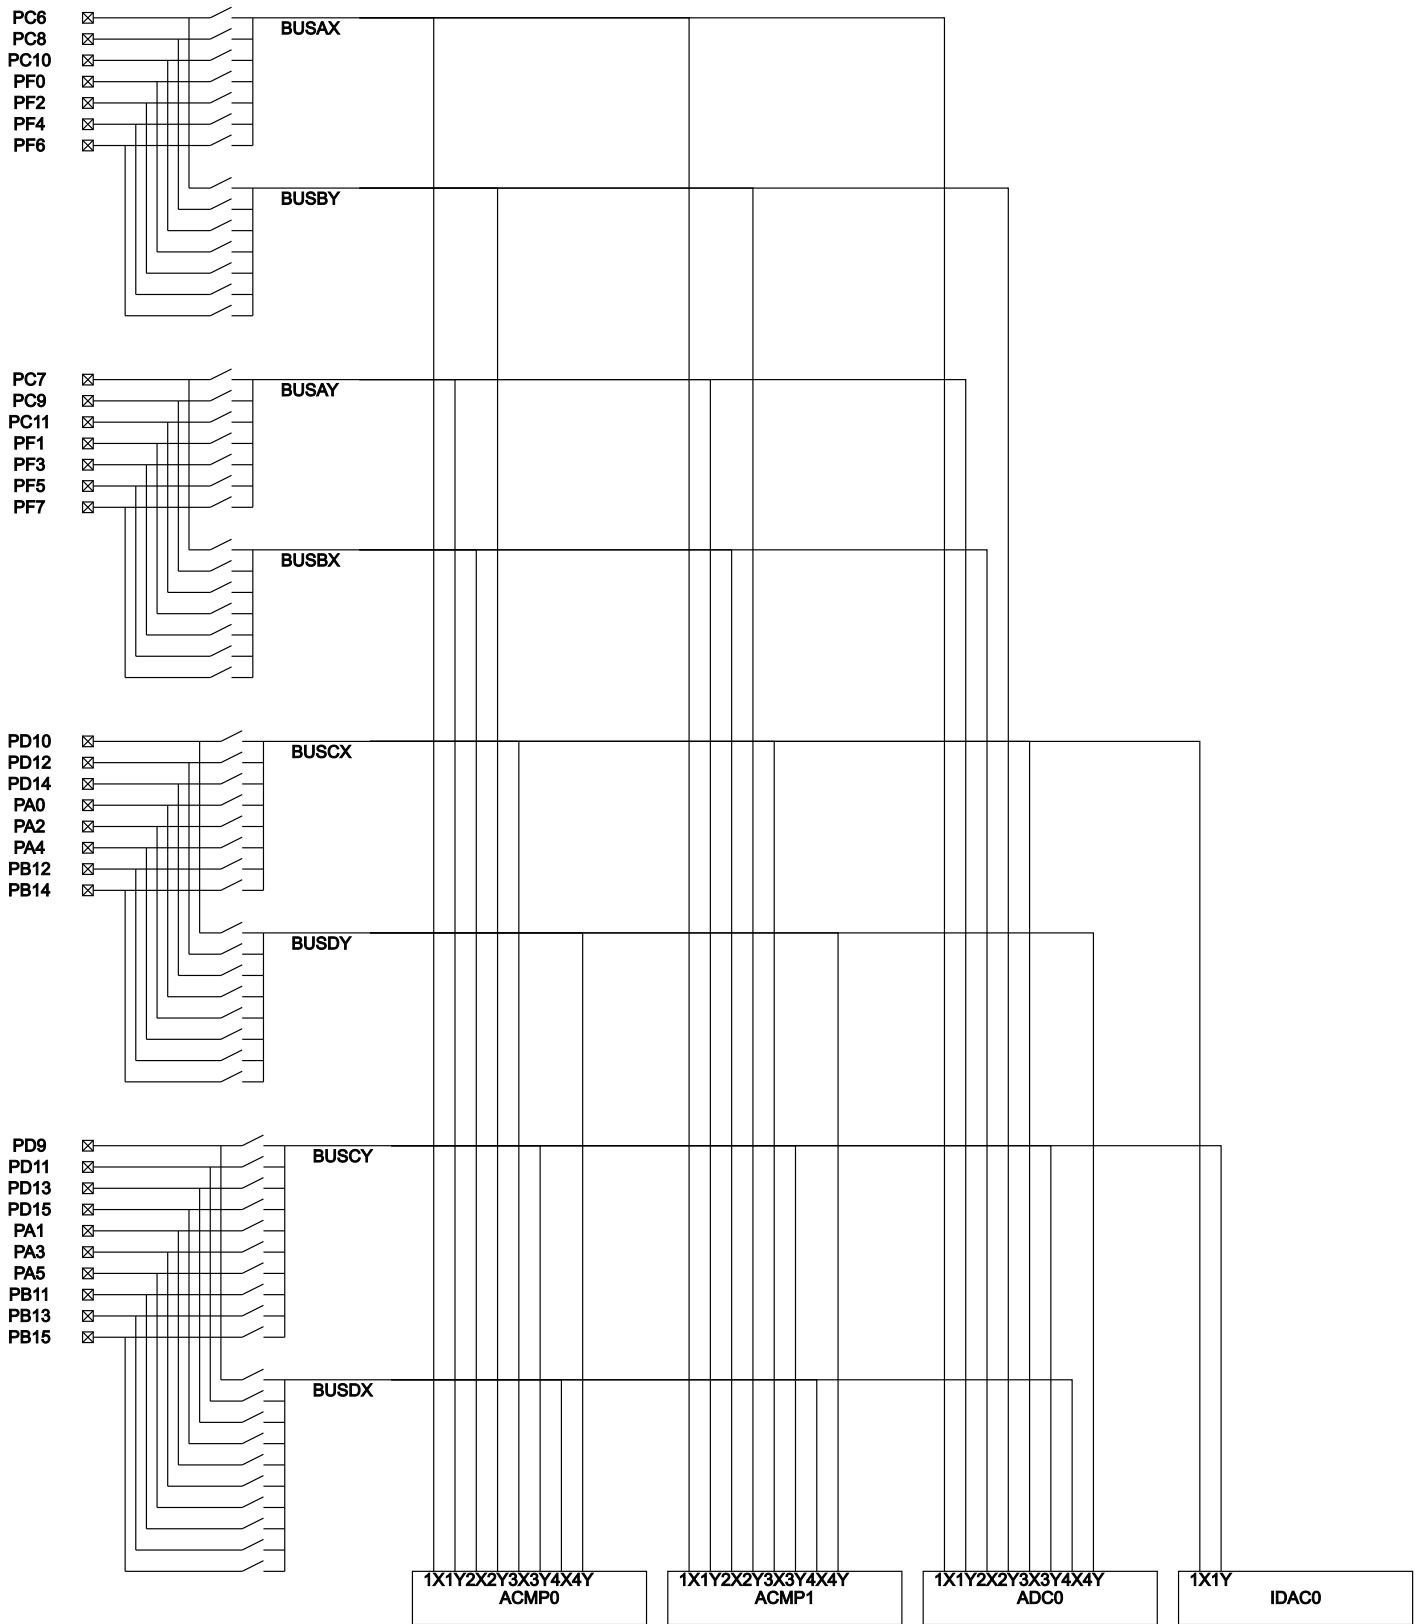 PC6
PC8
PC10
PF0
PF2
PF4
PF6
BUSAX
BUSBY
PC7
PC9
PC11
PF1
PF3
PF5
PF7
BUSAY
BUSBX
PD10
PD12
PD14
PA0
PA2
PA4
PB12
PB14
BUSCX
BUSDY
PD9
PD11
PD13
PD15
PA1
PA3
PA5
PB11
PB13
PB15
BUSCY
BUSDX
1X1Y2X2Y3X3Y4X4Y
ACMP0
1X1Y2X2Y3X3Y4X4Y
ACMP1
1X1Y2X2Y3X3Y4X4Y
ADC0
1X1Y
IDAC0